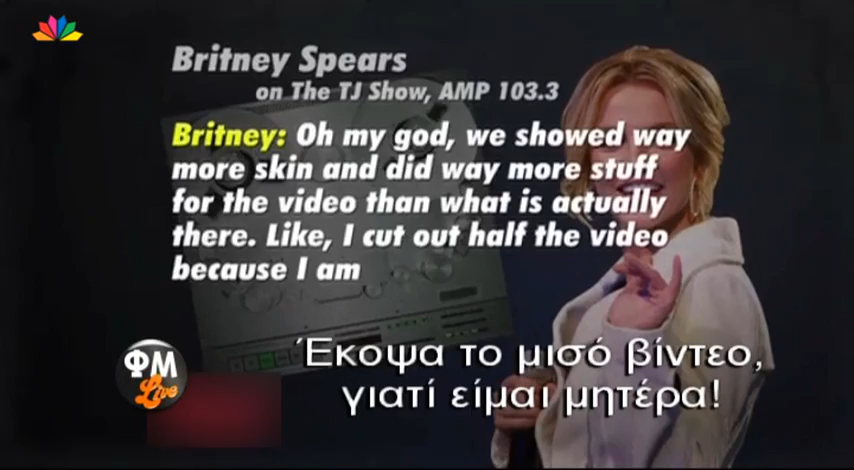 Britney Spears
on The TJ Show, AMP 103.3
Britney: Oh my god, we showed way
more skin and did way more stuff
for the video than what is actually
there. Like, I cut out half the video
because I am
ΦΜ
Live
Έκοψα το μισό βίντεο,
γιατί είμαι μητέρα!